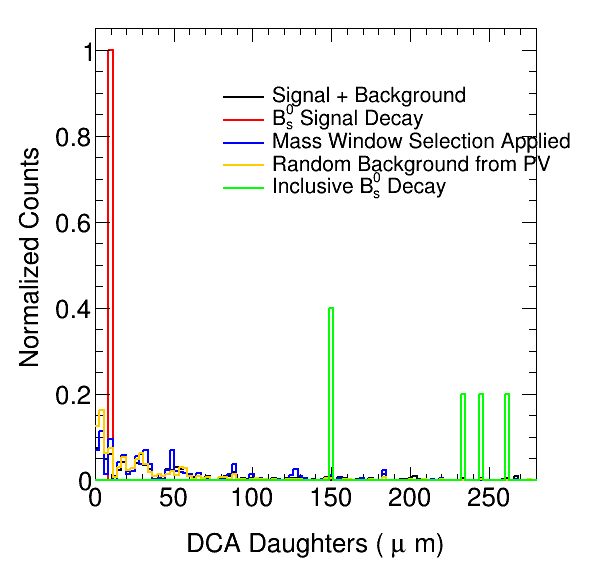 1
0.8
0.6
0.4
0.2
0
Normalized Counts
Signal + Background
B⁰ₛ Signal Decay
Mass Window Selection Applied
Random Background from PV
Inclusive B⁰ₛ Decay
0 50 100 150 200 250
DCA Daughters ( μ m)